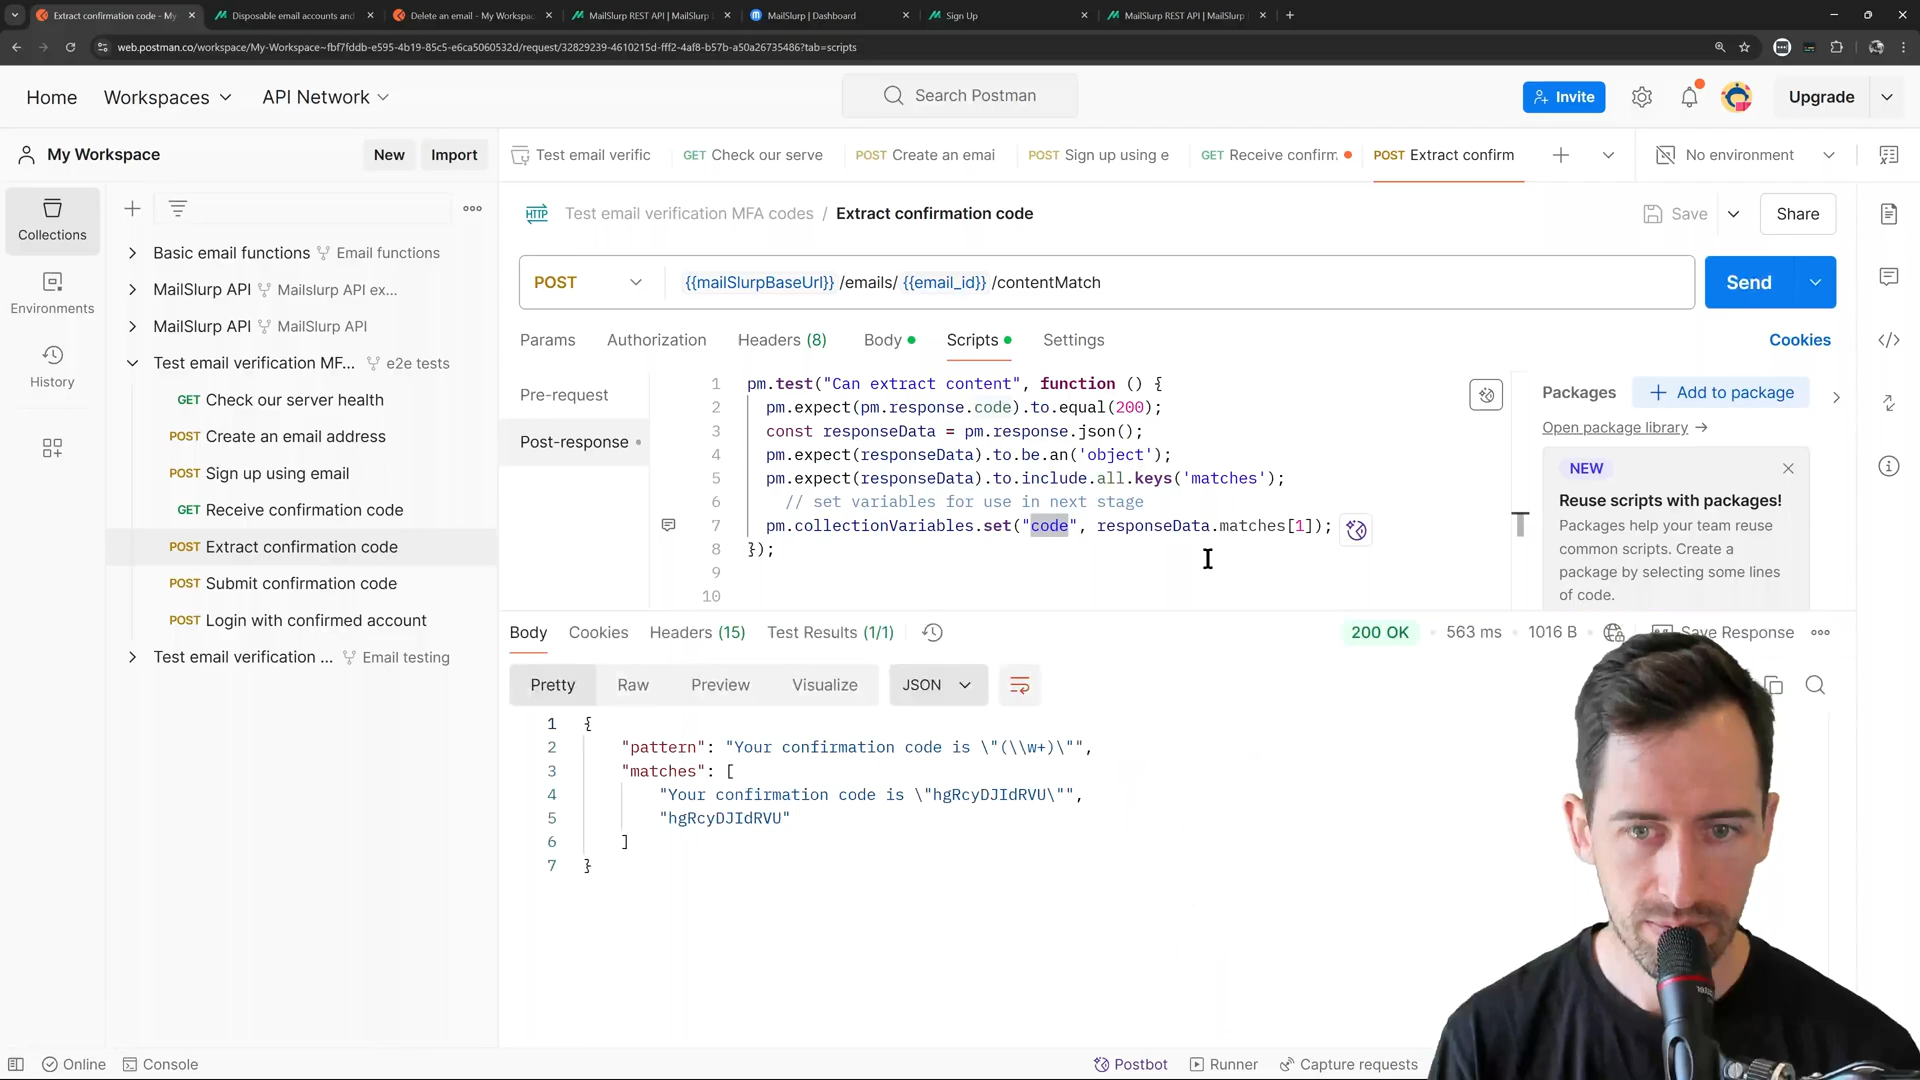 Extract confirmation code - My
Disposable email accounts and
Delete an email - My Workspac
MailSlurp REST API | MailSlurp
MailSlurp | Dashboard
Sign Up
MailSlurp REST API | MailSlurp
web.postman.co/workspace/My-Workspace~fbf7fddb-e595-4b19-85c5-e6ca5060532d/request/32829239-4610215d-fff2-4af8-b57b-a50a26735486?tab=scripts
Home
Workspaces
API Network
Search Postman
Invite
Upgrade
My Workspace
New
Import
Test email verific
GET Check our serve
POST Create an emai
POST Sign up using e
GET Receive confirm
POST Extract confirm
No environment
Collections
Environments
History
Basic email functions Email functions
MailSlurp API Mailslurp API ex...
MailSlurp API MailSlurp API
Test email verification MF... e2e tests
GET Check our server health
POST Create an email address
POST Sign up using email
GET Receive confirmation code
POST Extract confirmation code
POST Submit confirmation code
POST Login with confirmed account
Test email verification ... Email testing
HTTP Test email verification MFA codes / Extract confirmation code
Save
Share
POST
{{mailSlurpBaseUrl}} /emails/ {{email_id}} /contentMatch
Send
Params
Authorization
Headers (8)
Body
Scripts
Settings
Cookies
Pre-request
Post-response
1 pm.test("Can extract content", function () {
2 pm.expect(pm.response.code).to.equal(200);
3 const responseData = pm.response.json();
4 pm.expect(responseData).to.be.an('object');
5 pm.expect(responseData).to.include.all.keys('matches');
6 // set variables for use in next stage
7 pm.collectionVariables.set("code", responseData.matches[1]);
8 });
9
10
Packages
Add to package
Open package library →
NEW
Reuse scripts with packages!
Packages help your team reuse
common scripts. Create a
package by selecting some lines
of code.
Body
Cookies
Headers (15)
Test Results (1/1)
200 OK
563 ms
1016 B
Save Response
Pretty
Raw
Preview
Visualize
JSON
1 {
2 "pattern": "Your confirmation code is \"(\\w+)\"",
3 "matches": [
4 "Your confirmation code is \"hgRcyDJIdRVU\"",
5 "hgRcyDJIdRVU"
6 ]
7 }
Online
Console
Postbot
Runner
Capture requests